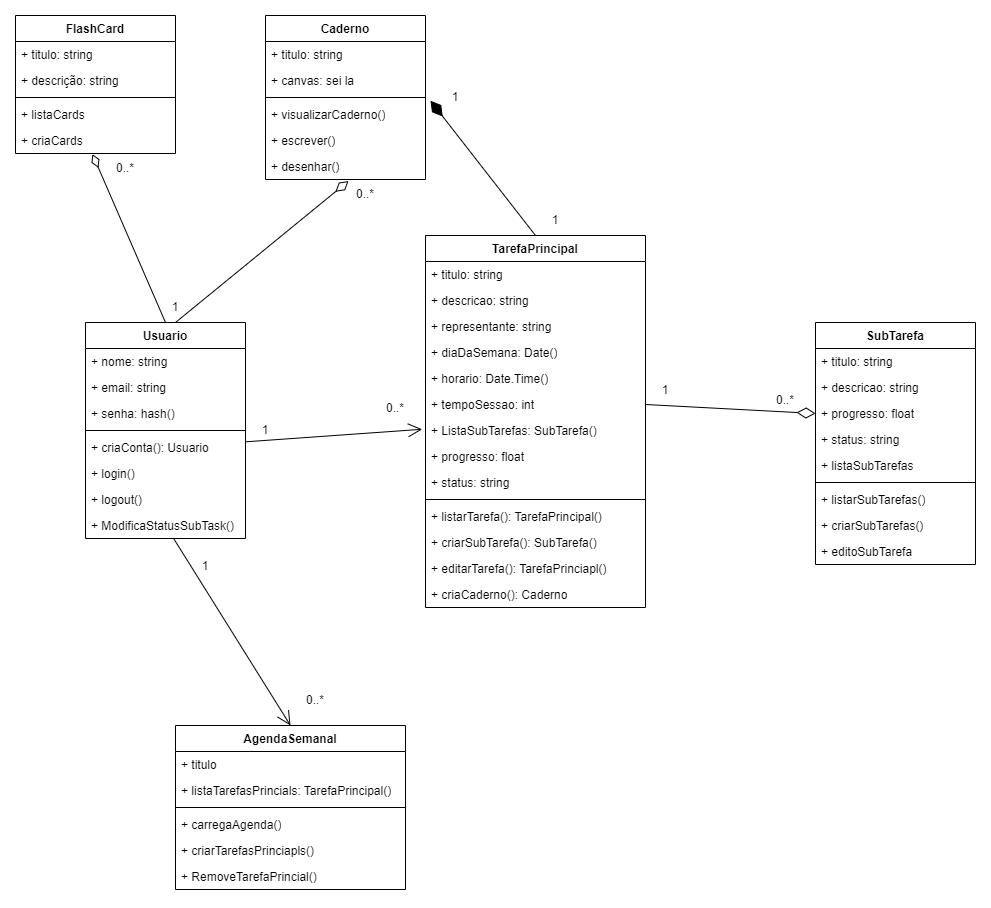 FlashCard
+ titulo: string
+ descrição: string
+ listaCards
+ criaCards
0..*
Caderno
+ titulo: string
+ canvas: sei la
+ visualizarCaderno()
+ escrever()
+ desenhar()
1
0..*
1
TarefaPrincipal
+ titulo: string
+ descricao: string
+ representante: string
+ diaDaSemana: Date()
+ horario: Date.Time()
+ tempoSessao: int
+ ListaSubTarefas: SubTarefa()
+ progresso: float
+ status: string
+ listarTarefa(): TarefaPrincipal()
+ criarSubTarefa(): SubTarefa()
+ editarTarefa(): TarefaPrinciapl()
+ criaCaderno(): Caderno
1
Usuario
+ nome: string
+ email: string
+ senha: hash()
+ criaConta(): Usuario
+ login()
+ logout()
+ ModificaStatusSubTask()
1
0..*
1
0..*
SubTarefa
+ titulo: string
+ descricao: string
+ progresso: float
+ status: string
+ listaSubTarefas
+ listarSubTarefas()
+ criarSubTarefas()
+ editoSubTarefa
1
0..*
AgendaSemanal
+ titulo
+ listaTarefasPrincials: TarefaPrincipal()
+ carregaAgenda()
+ criarTarefasPrinciapls()
+ RemoveTarefaPrincial()